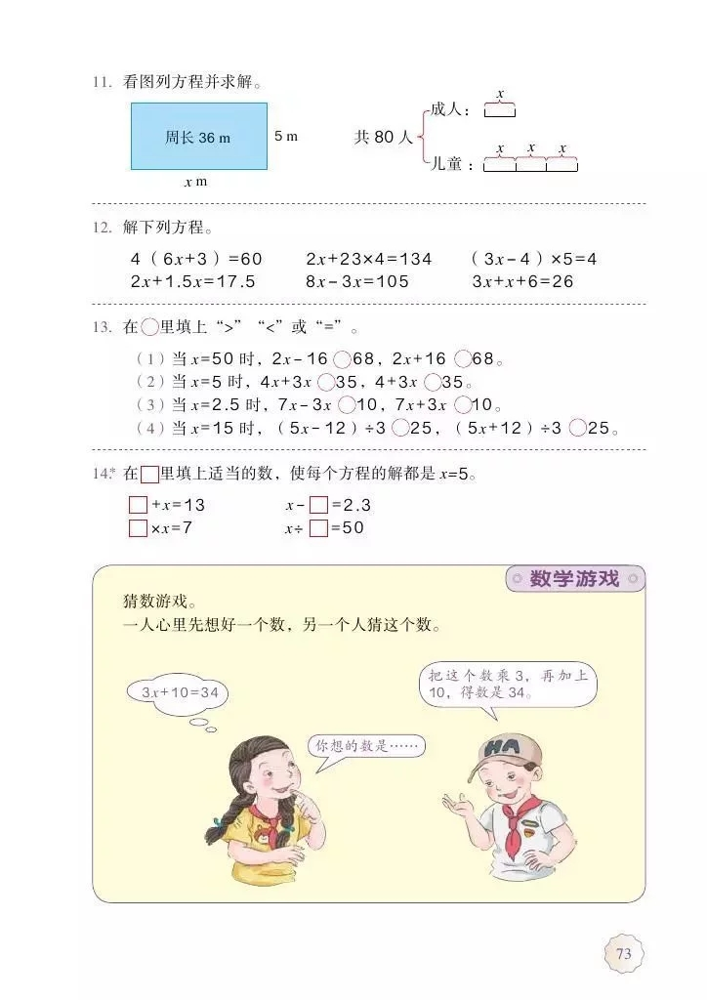 11. 看图列方程并求解。
周长 36 m
5 m
x m
共 80 人
成人：
x
儿童：
x x x
12. 解下列方程。
4（6x+3）=60 2x+23×4=134 （3x-4）×5=4
2x+1.5x=17.5 8x-3x=105 3x+x+6=26
13. 在○里填上“>”“<”或“=”。
（1）当 x=50 时，2x-16○68，2x+16○68。
（2）当 x=5 时，4x+3x○35，4+3x○35。
（3）当 x=2.5 时，7x-3x○10，7x+3x○10。
（4）当 x=15 时，（5x-12）÷3○25，（5x+12）÷3○25。
14.* 在□里填上适当的数，使每个方程的解都是 x=5。
□+x=13 x-□=2.3
□×x=7 x÷□=50
数学游戏
猜数游戏。
一人心里先想好一个数，另一个人猜这个数。
3x+10=34
把这个数乘 3，再加上
10，得数是 34。
你想的数是……
HA
73